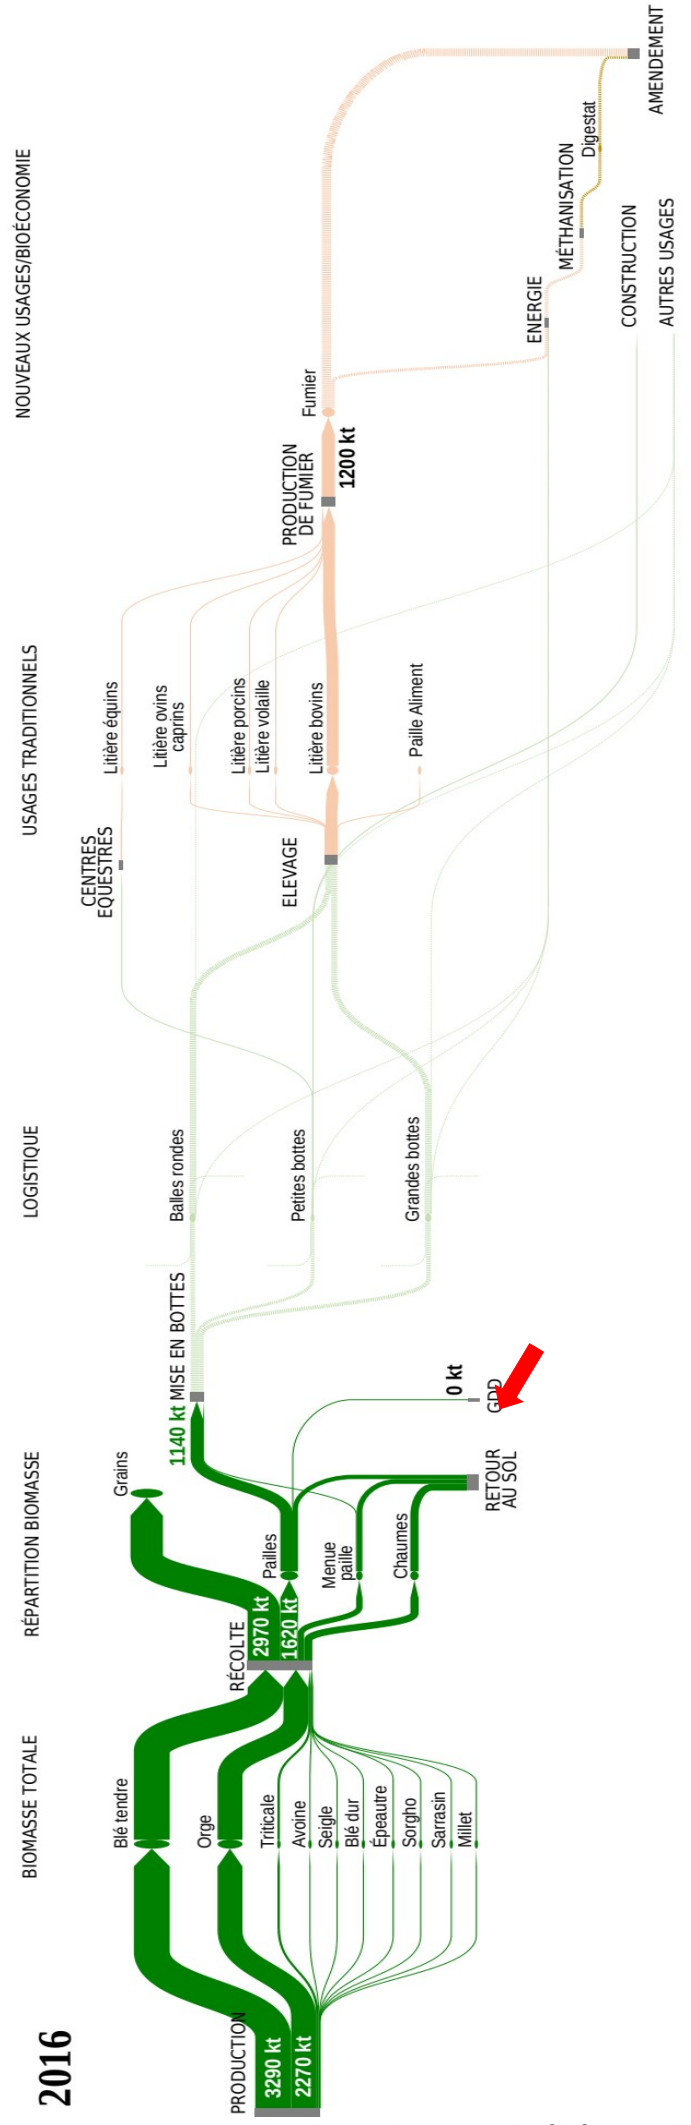 2016
BIOMASSE TOTALE
RÉPARTITION BIOMASSE
LOGISTIQUE
USAGES TRADITIONNELS
NOUVEAUX USAGES/BIOÉCONOMIE
PRODUCTION
3290 kt
2270 kt
Blé tendre
Orge
Triticale
Avoine
Seigle
Blé dur
Épeautre
Sorgho
Sarrasin
Millet
RÉCOLTE
2970 kt
1620 kt
Grains
Pailles
Menue
paille
Chaumes
RETOUR
AU SOL
1140 kt
MISE EN BOTTES
0 kt
GDD
Balles rondes
Petites bottes
Grandes bottes
CENTRES
EQUESTRES
ELEVAGE
Litière équins
Litière ovins
caprins
Litière porcins
Litière volaille
Litière bovins
Paille Aliment
PRODUCTION
DE FUMIER
1200 kt
Fumier
ENERGIE
MÉTHANISATION
Digestat
CONSTRUCTION
AUTRES USAGES
AMENDEMENT